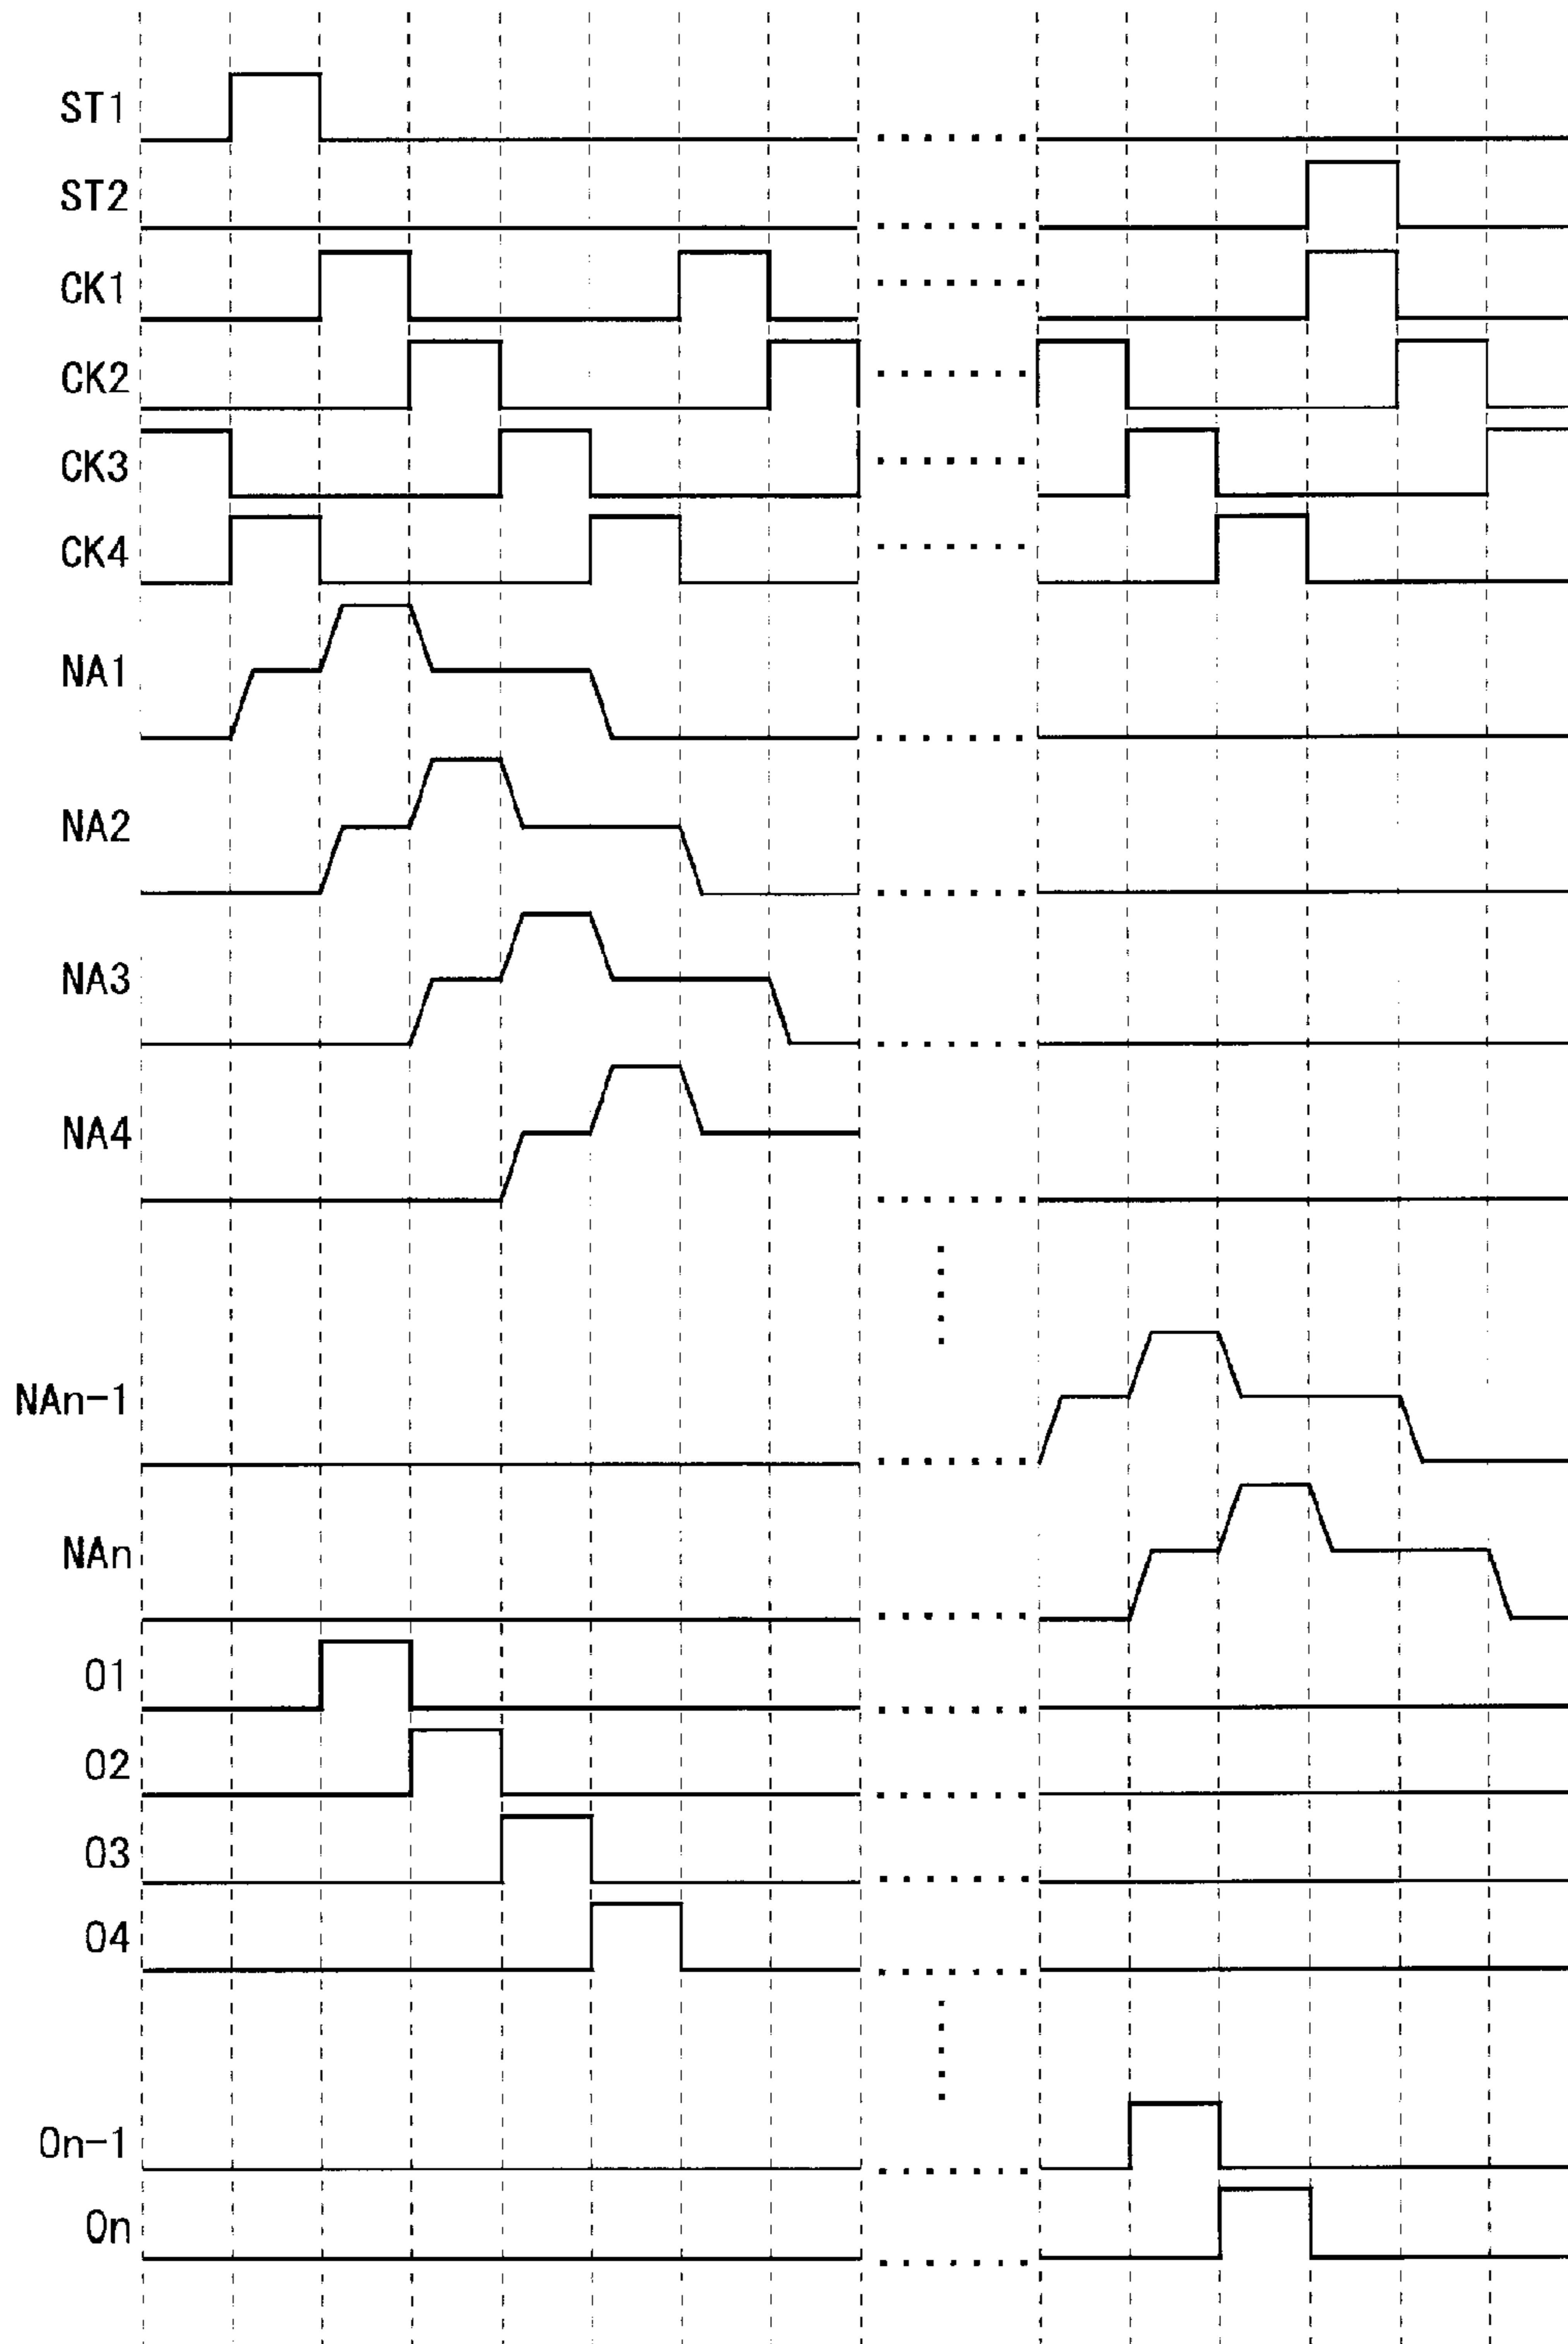 ST1
ST2
CK1
CK2
CK3
CK4
NA1
NA2
NA3
NA4
NAn-1
NAn
O1
O2
O3
O4
On-1
On